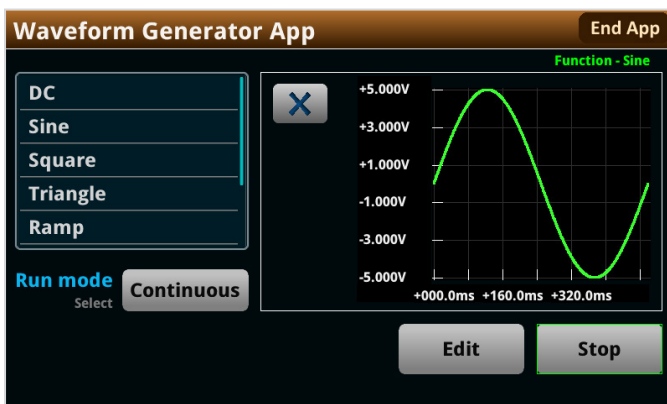 Waveform Generator App
End App
Function - Sine
DC
Sine
Square
Triangle
Ramp
Run mode
Select
Continuous
+5.000V
+3.000V
+1.000V
-1.000V
-3.000V
-5.000V
+000.0ms +160.0ms +320.0ms
Edit
Stop